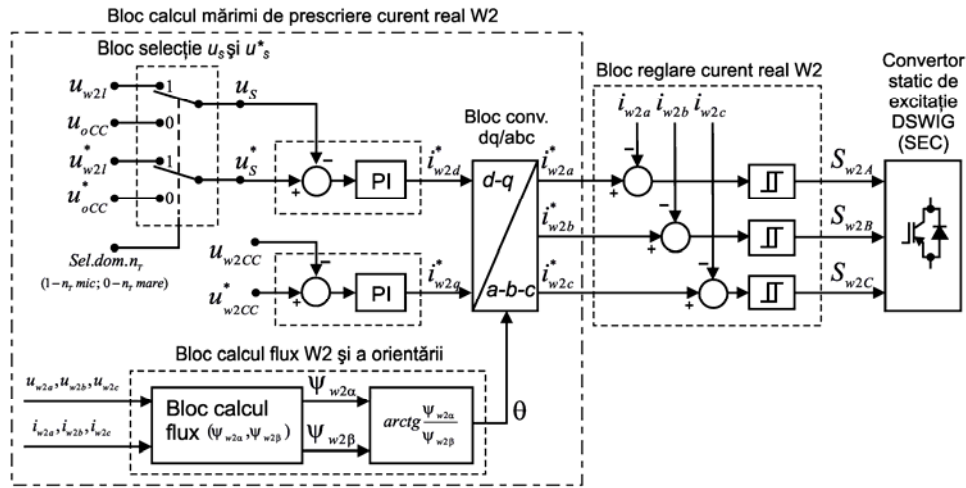 Bloc calcul mărimi de prescriere curent real W2
Bloc selecție u_s și u*_s
u_w2l
1
u_s
u_oCC
0
u*_w2l
1
u*_s
u*_oCC
0
Sel.dom.n_r
(1−n_r mic; 0−n_r mare)
−
+
PI
i*_w2d
u_w2CC
u*_w2CC
−
+
PI
i*_w2q
Bloc conv.
dq/abc
d-q
a-b-c
i*_w2a
i*_w2b
i*_w2c
Bloc calcul flux W2 și a orientării
u_w2a, u_w2b, u_w2c
i_w2a, i_w2b, i_w2c
Bloc calcul
flux (ψ_w2α, ψ_w2β)
Ψ_w2α
Ψ_w2β
arctg ψ_w2α / ψ_w2β
θ
Bloc reglare curent real W2
i_w2a i_w2b i_w2c
−
+
−
+
−
+
S_w2A
S_w2B
S_w2C
Convertor
static de
excitație
DSWIG
(SEC)